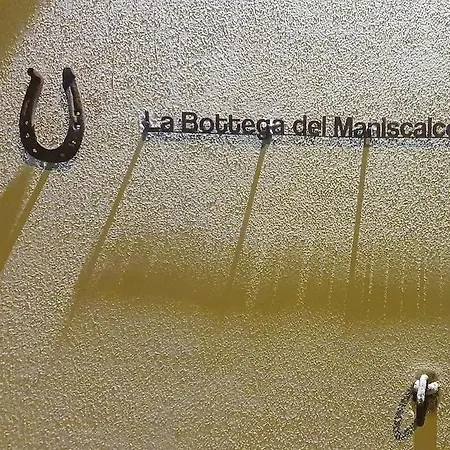 La Bottega del Maniscalco